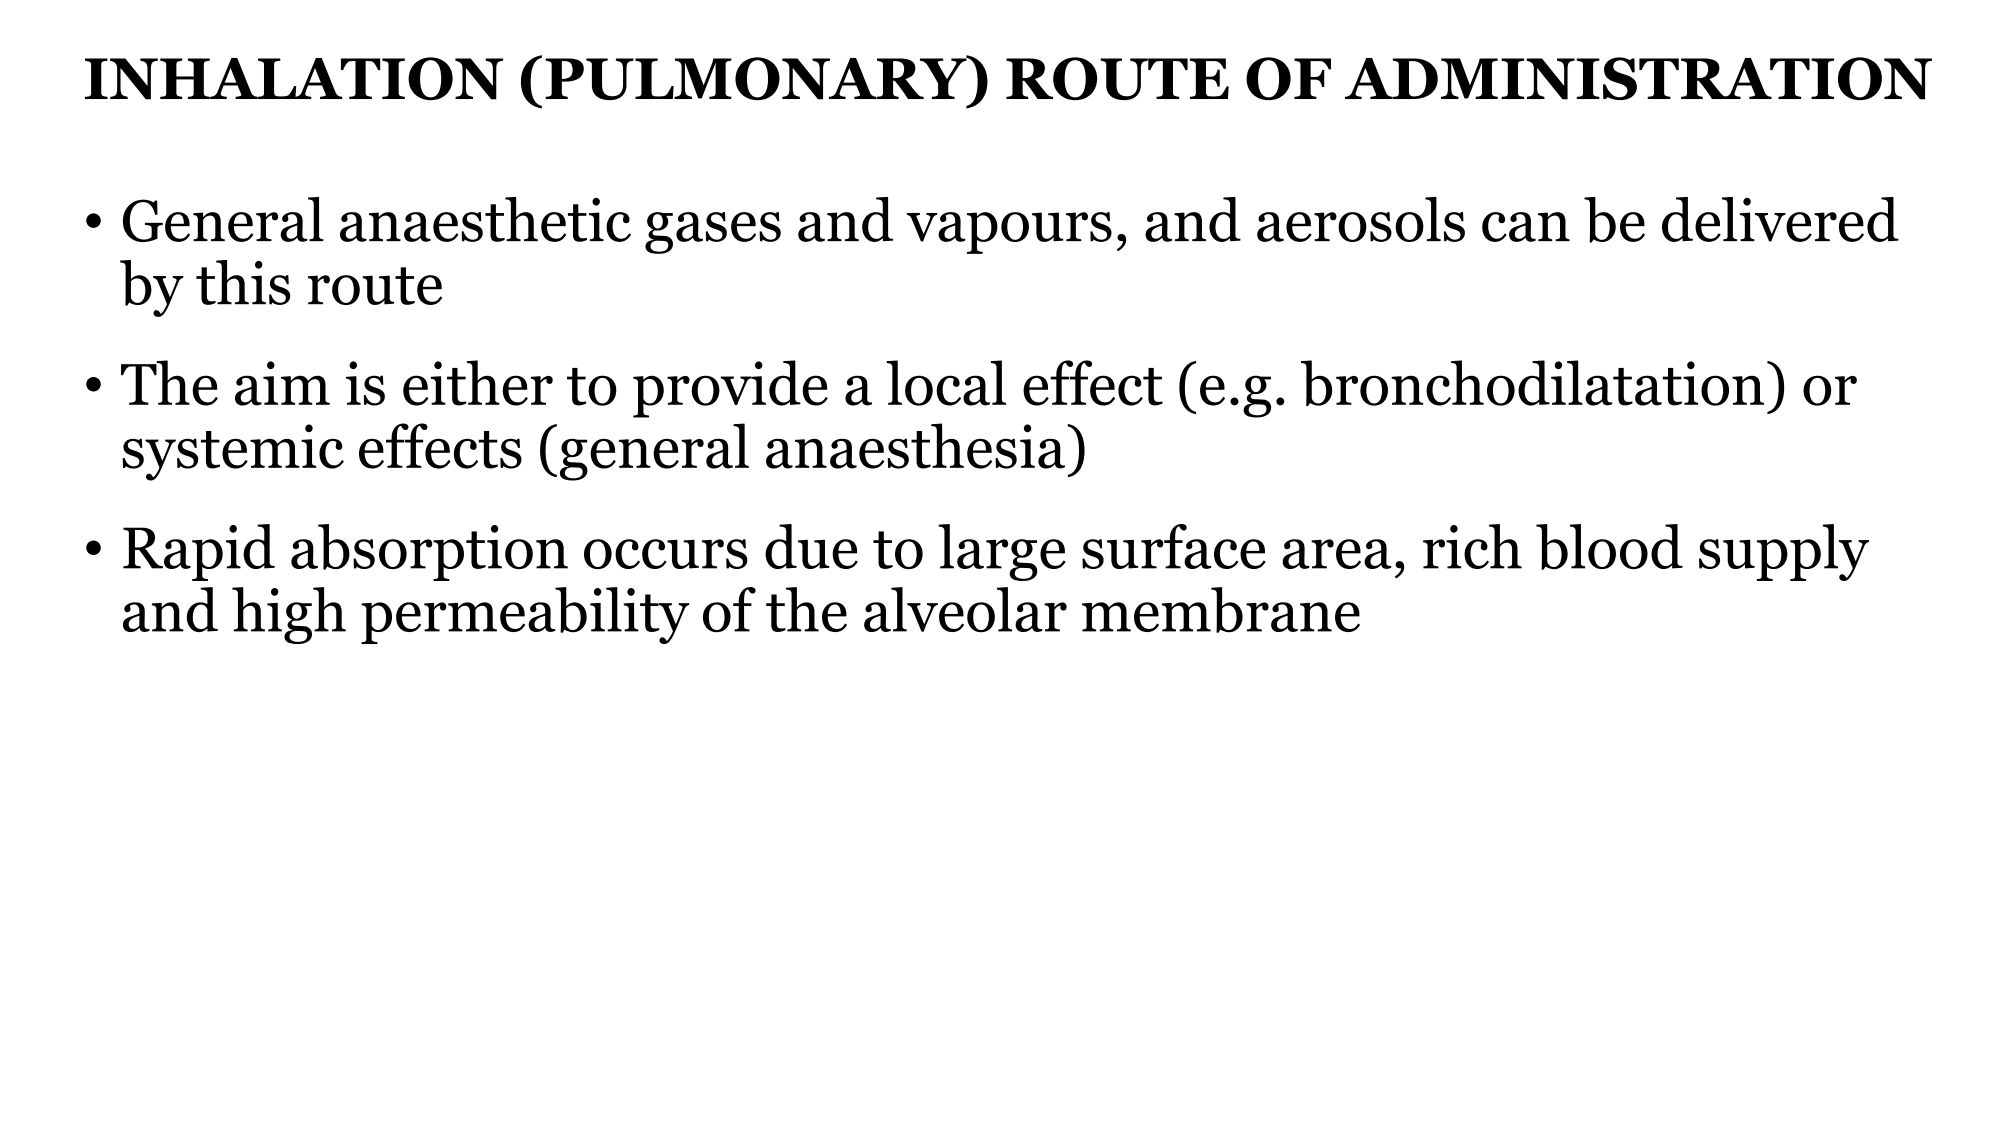 INHALATION (PULMONARY) ROUTE OF ADMINISTRATION
• General anaesthetic gases and vapours, and aerosols can be delivered
by this route
• The aim is either to provide a local effect (e.g. bronchodilatation) or
systemic effects (general anaesthesia)
• Rapid absorption occurs due to large surface area, rich blood supply
and high permeability of the alveolar membrane